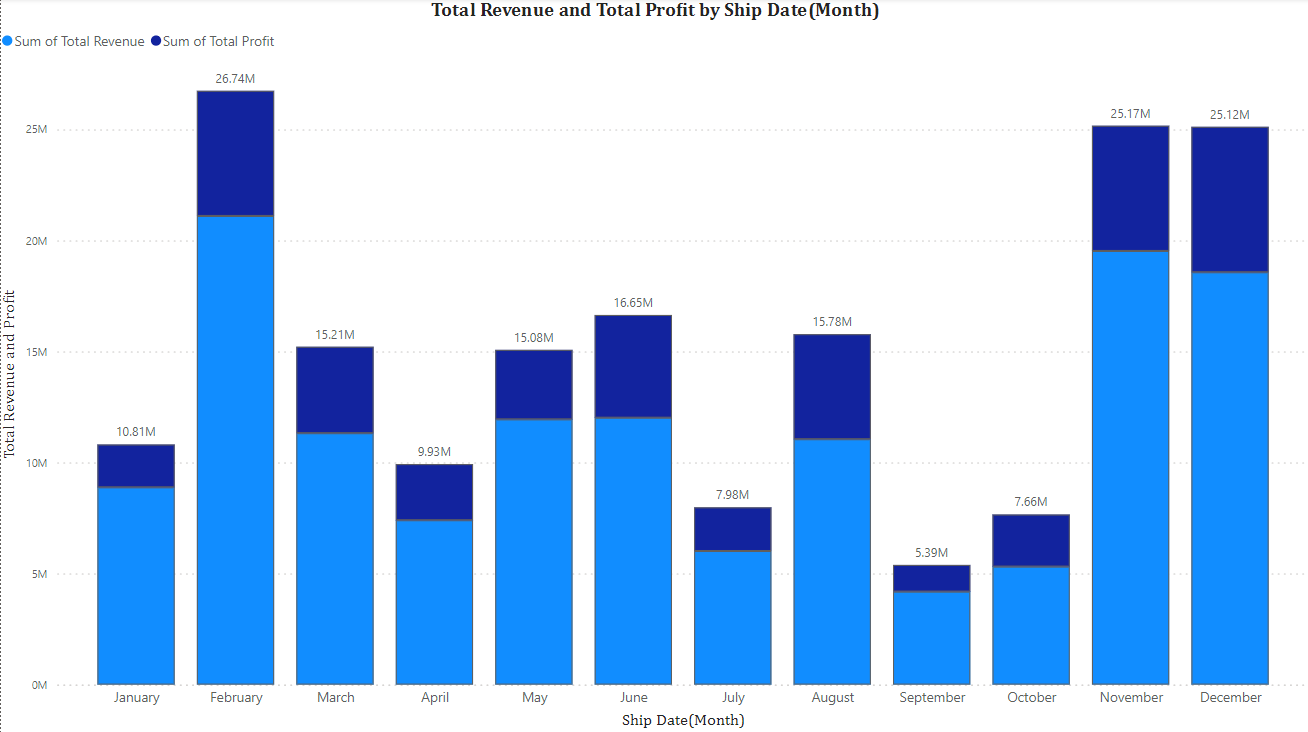 Total Revenue and Total Profit by Ship Date(Month)
Sum of Total Revenue Sum of Total Profit
Total Revenue and Profit
25M
20M
15M
10M
5M
0M
10.81M
26.74M
15.21M
9.93M
15.08M
16.65M
7.98M
15.78M
5.39M
7.66M
25.17M
25.12M
January February March April May June July August September October November December
Ship Date(Month)